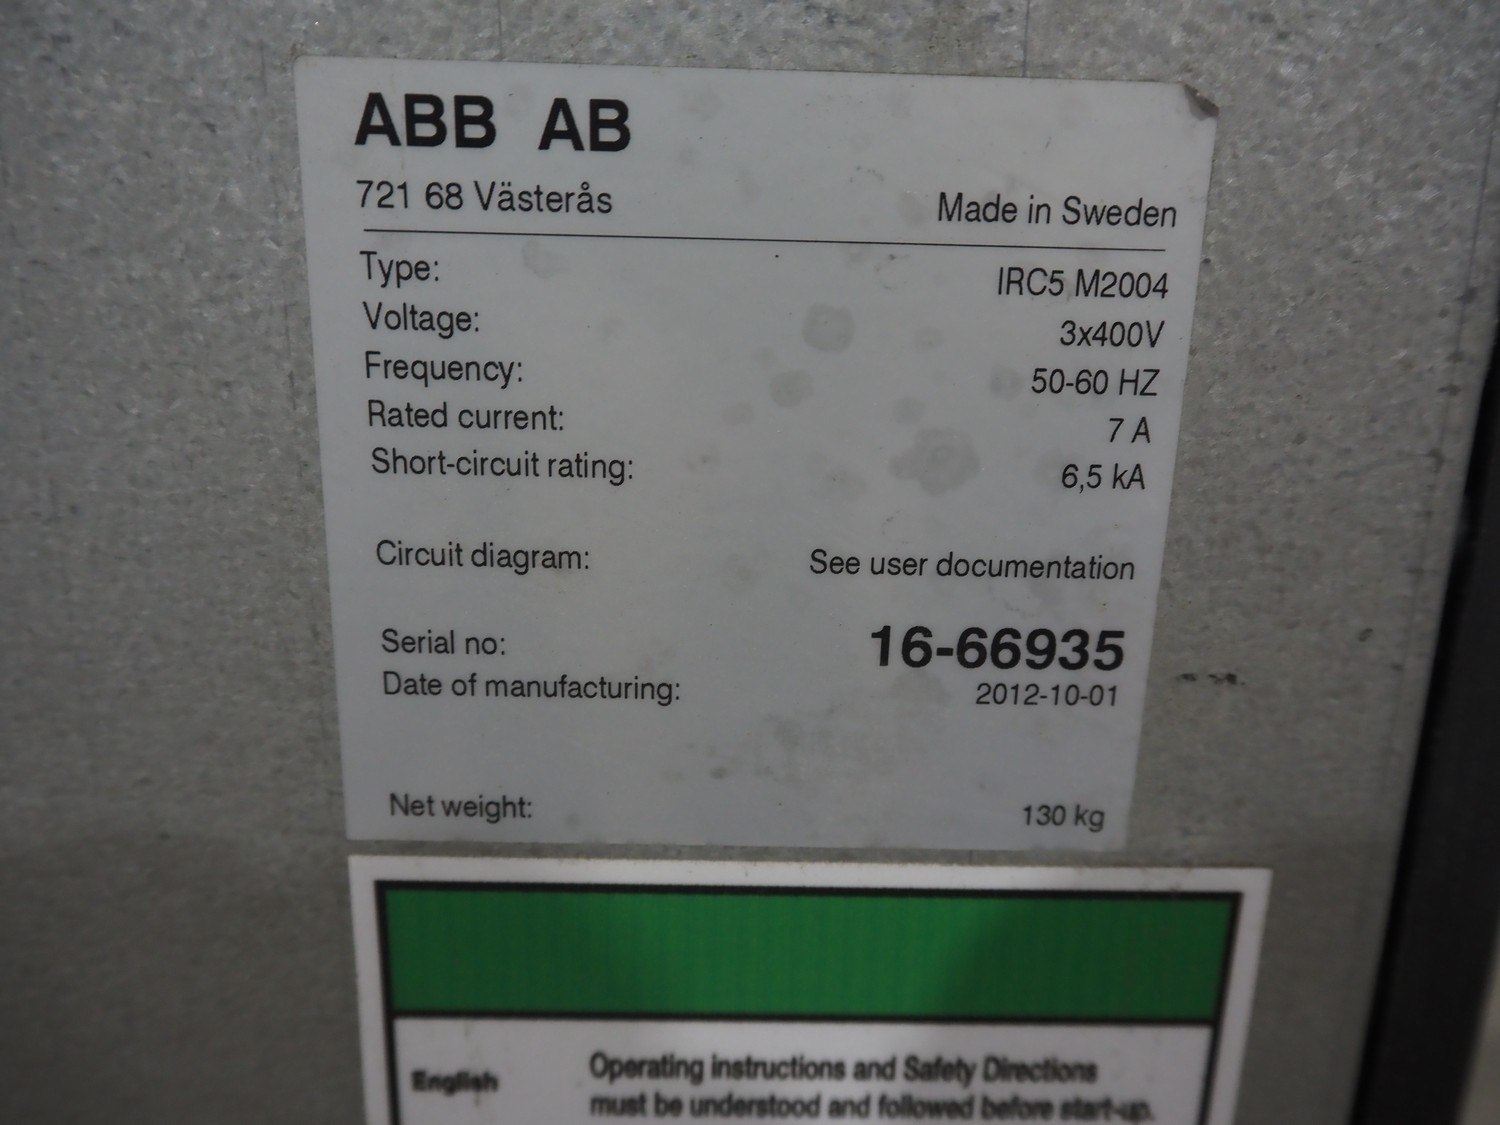 ABB AB
721 68 Västerås Made in Sweden
Type: IRC5 M2004
Voltage: 3x400V
Frequency: 50-60 HZ
Rated current: 7 A
Short-circuit rating: 6,5 kA
Circuit diagram: See user documentation
Serial no: 16-66935
Date of manufacturing: 2012-10-01
Net weight: 130 kg
English Operating instructions and Safety Directions
must be understood and followed before start-up.